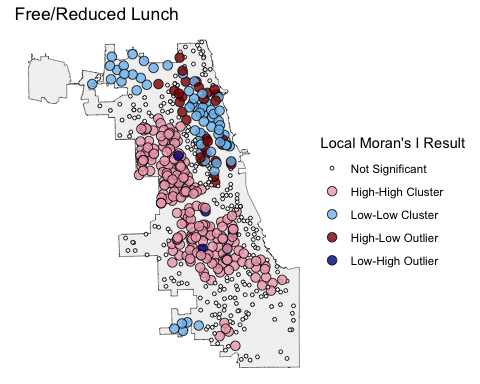 Free/Reduced Lunch
Local Moran's I Result
Not Significant
High-High Cluster
Low-Low Cluster
High-Low Outlier
Low-High Outlier